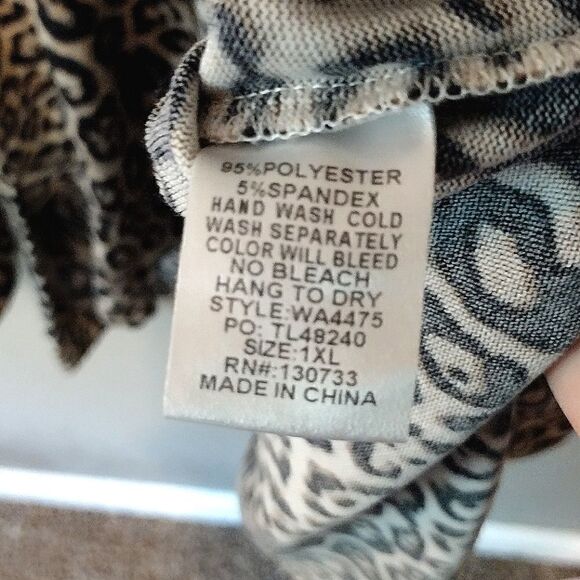 95%POLYESTER
5%SPANDEX
HAND WASH COLD
WASH SEPARATELY
COLOR WILL BLEED
NO BLEACH
HANG TO DRY
STYLE:WA4475
PO: TL48240
SIZE:1XL
RN#:130733
MADE IN CHINA